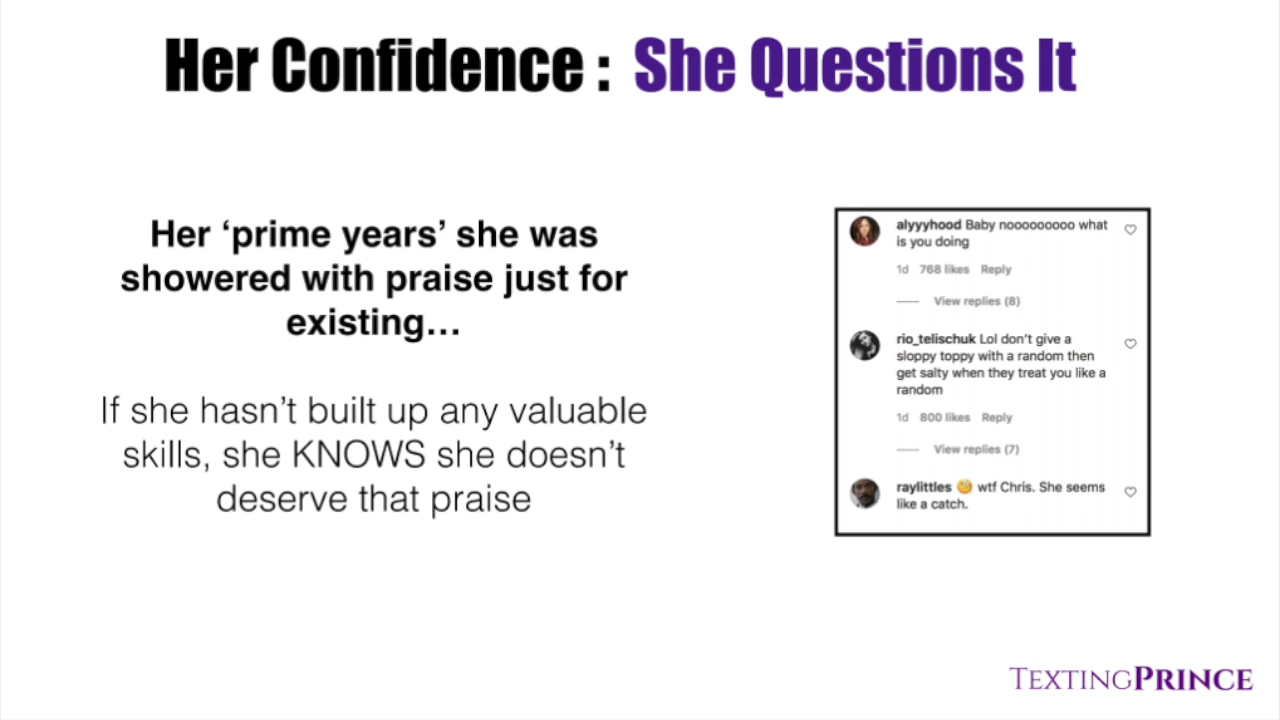 Her Confidence : She Questions It
Her ‘prime years’ she was
showered with praise just for
existing…
If she hasn’t built up any valuable
skills, she KNOWS she doesn’t
deserve that praise
alyyyhood Baby nooooooooo what
is you doing
1d 768 likes Reply
View replies (8)
rio_telischuk Lol don’t give a
sloppy toppy with a random then
get salty when they treat you like a
random
1d 800 likes Reply
View replies (7)
raylittles 🧐 wtf Chris. She seems
like a catch.
TEXTINGPRINCE